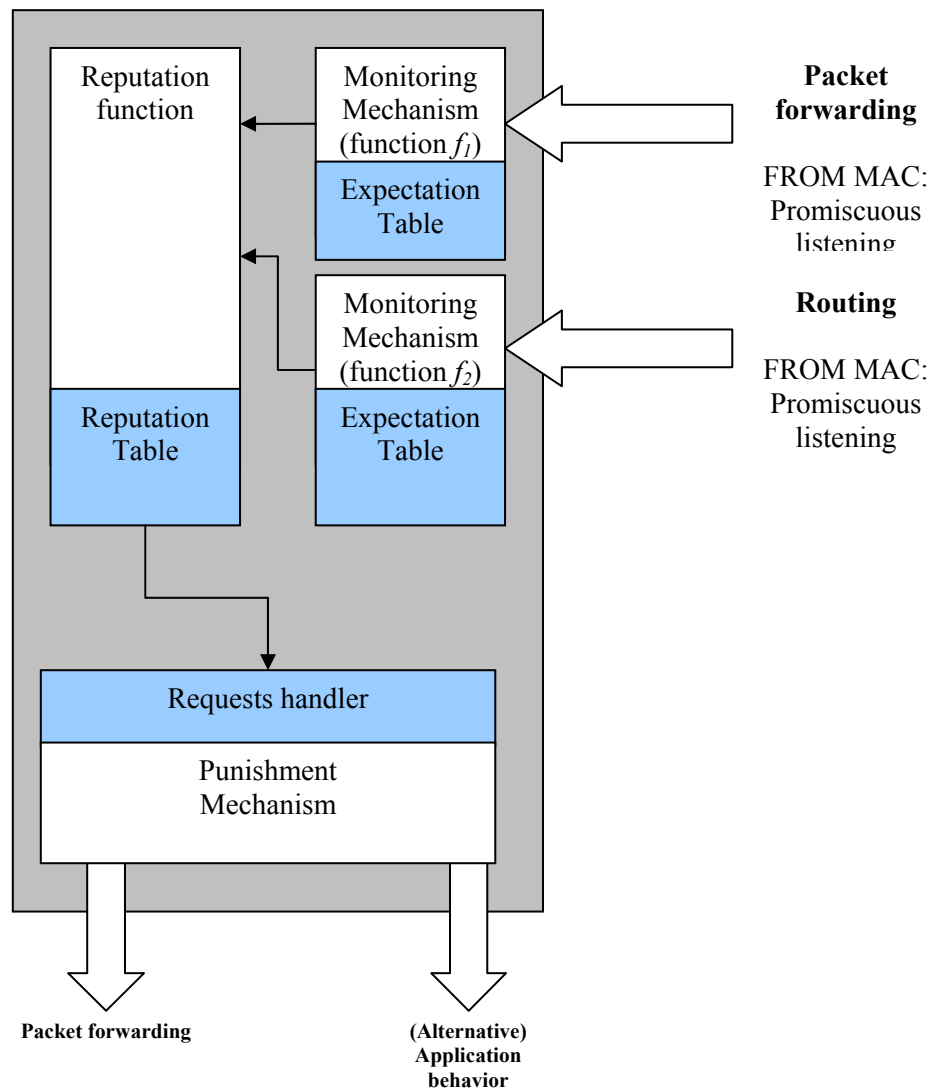 Reputation
function
Monitoring
Mechanism
(function f1)
Expectation
Table
Packet
forwarding
FROM MAC:
Promiscuous
listening
Monitoring
Mechanism
(function f2)
Expectation
Table
Routing
FROM MAC:
Promiscuous
listening
Reputation
Table
Requests handler
Punishment
Mechanism
Packet forwarding
(Alternative)
Application
behavior